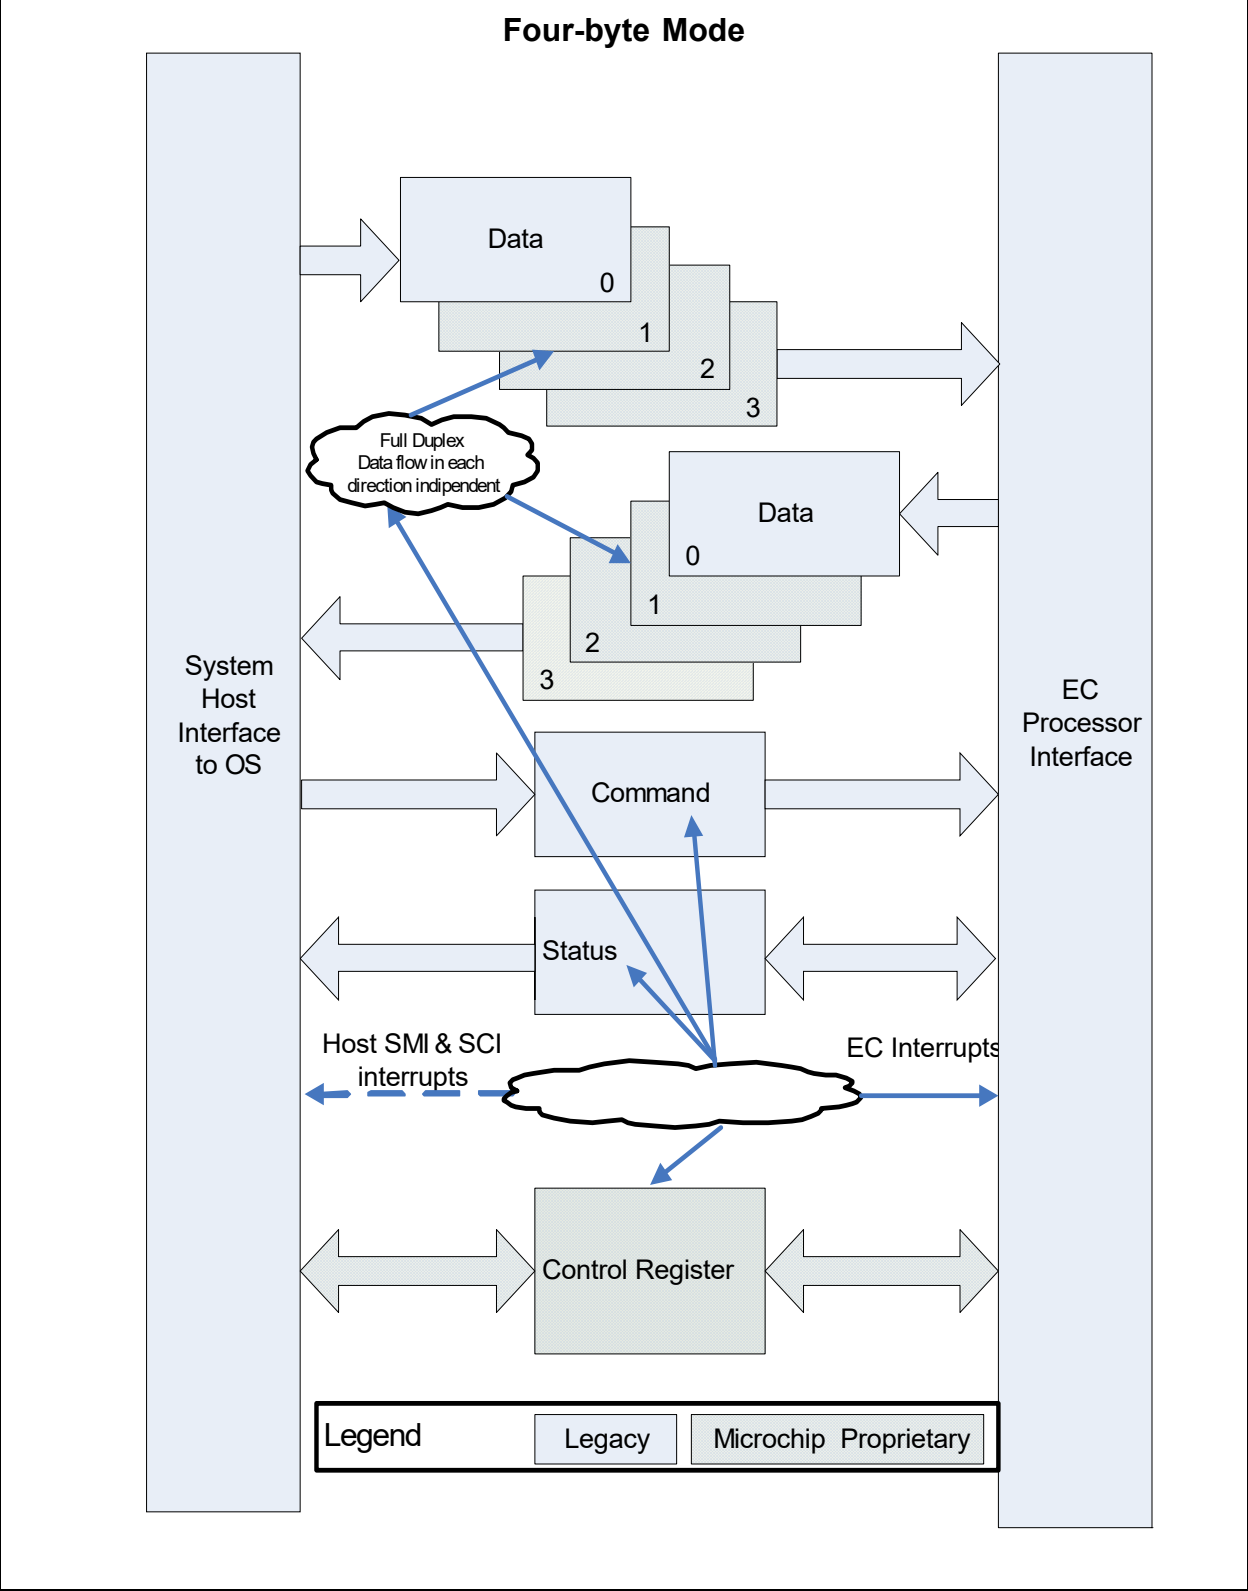 Four-byte Mode
Data
0
1
2
3
Full Duplex
Data flow in each
direction indipendent
Data
0
1
2
3
System
Host
Interface
to OS
EC
Processor
Interface
Command
Status
Host SMI & SCI
interrupts
EC Interrupts
Control Register
Legend
Legacy
Microchip Proprietary